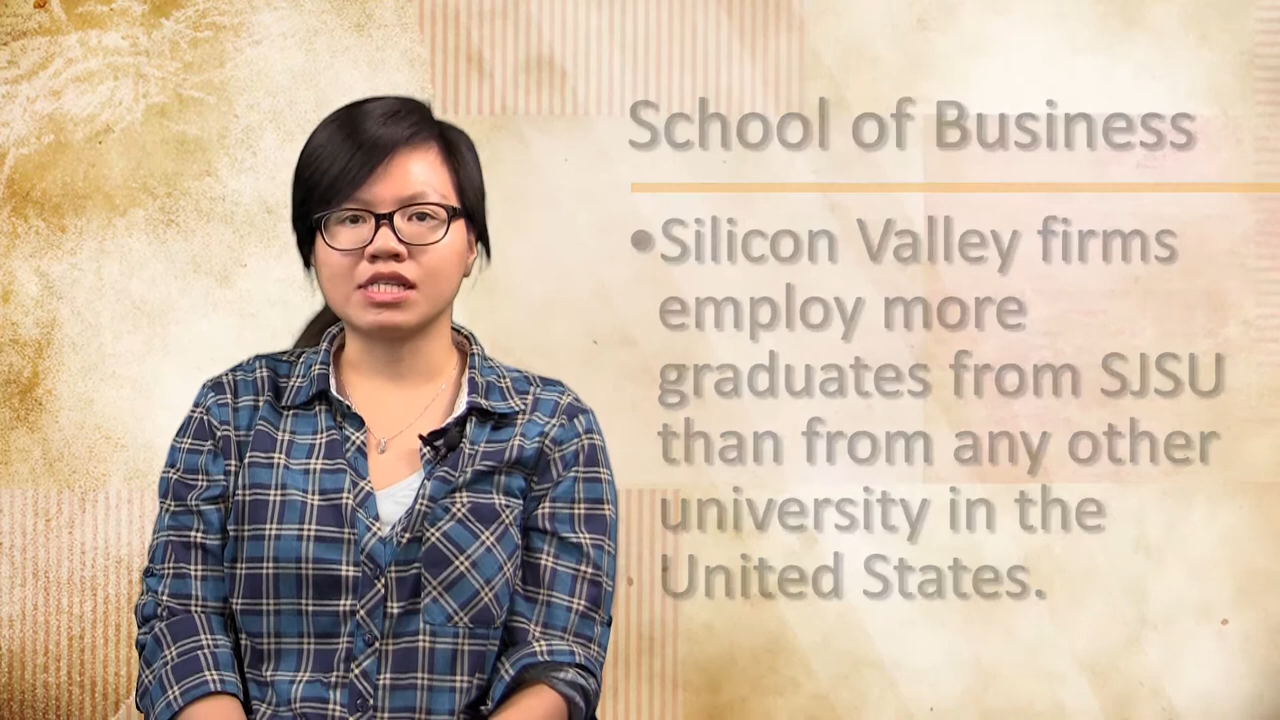 School of Business
•Silicon Valley firms
employ more
graduates from SJSU
than from any other
university in the
United States.